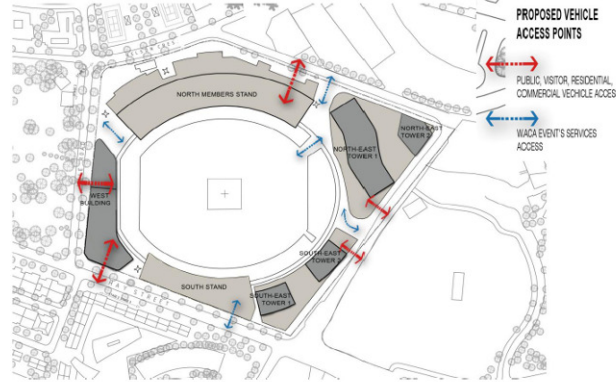 PROPOSED VEHICLE
ACCESS POINTS
PUBLIC, VISITOR, RESIDENTIAL,
COMMERCIAL VECHICLE ACCES
WACA EVENT'S SERVICES
ACCESS
NORTH MEMBERS STAND
NORTH-EAST
TOWER 2
NORTH-EAST
TOWER 1
WEST
BUILDING
SOUTH-EAST
TOWER 2
SOUTH STAND
SOUTH-EAST
TOWER 1